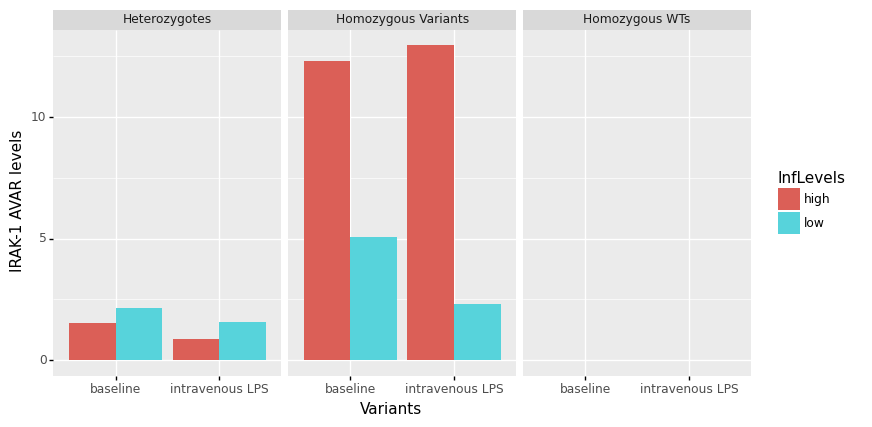 Heterozygotes
Homozygous Variants
Homozygous WTs
IRAK-1 AVAR levels
10
5
0
baseline
intravenous LPS
baseline
intravenous LPS
baseline
intravenous LPS
Variants
InfLevels
high
low